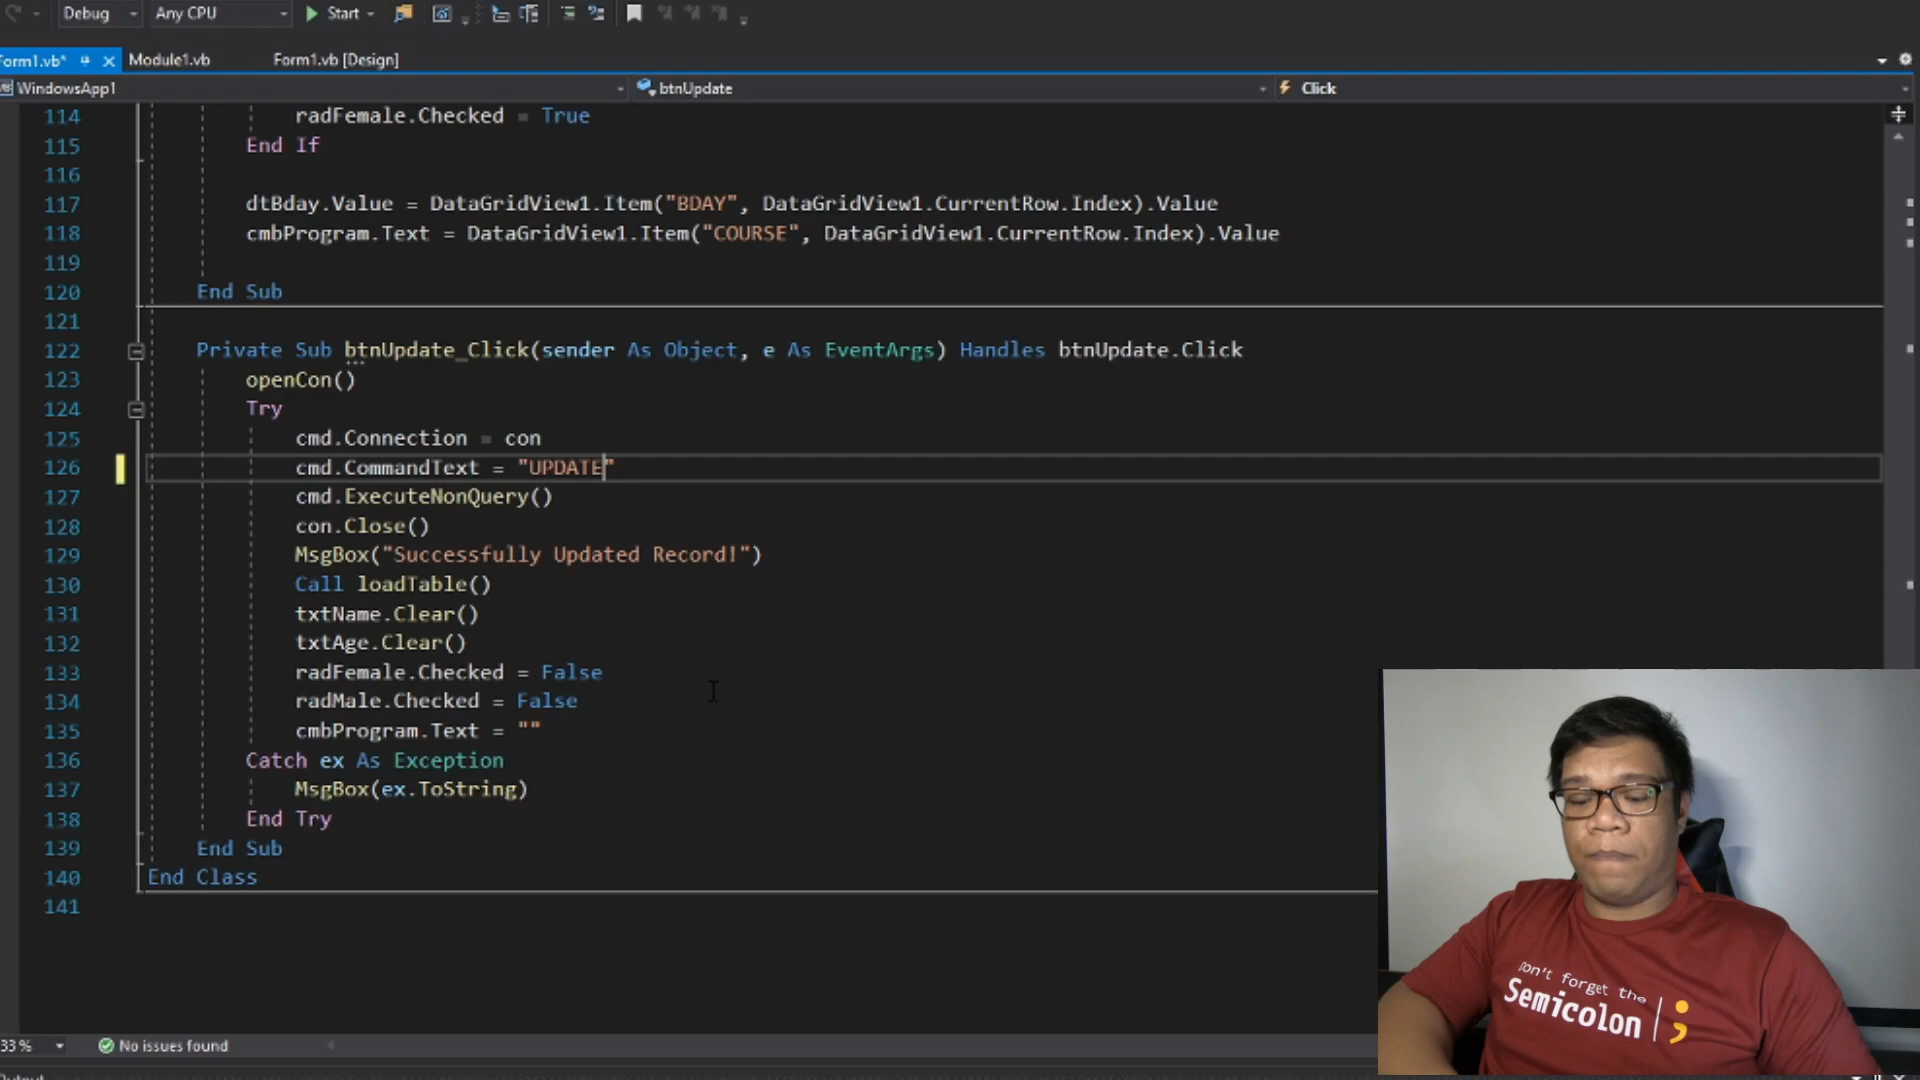 Debug Any CPU Start
Form1.vb* Module1.vb Form1.vb [Design]
WindowsApp1 btnUpdate Click
114 radFemale.Checked = True
115 End If
116
117 dtBday.Value = DataGridView1.Item("BDAY", DataGridView1.CurrentRow.Index).Value
118 cmbProgram.Text = DataGridView1.Item("COURSE", DataGridView1.CurrentRow.Index).Value
119
120 End Sub
121
122 Private Sub btnUpdate_Click(sender As Object, e As EventArgs) Handles btnUpdate.Click
123 openCon()
124 Try
125 cmd.Connection = con
126 cmd.CommandText = "UPDATE"
127 cmd.ExecuteNonQuery()
128 con.Close()
129 MsgBox("Successfully Updated Record!")
130 Call loadTable()
131 txtName.Clear()
132 txtAge.Clear()
133 radFemale.Checked = False
134 radMale.Checked = False
135 cmbProgram.Text = ""
136 Catch ex As Exception
137 MsgBox(ex.ToString)
138 End Try
139 End Sub
140 End Class
141
Don't forget the
Semicolon ;
33 % No issues found
Output